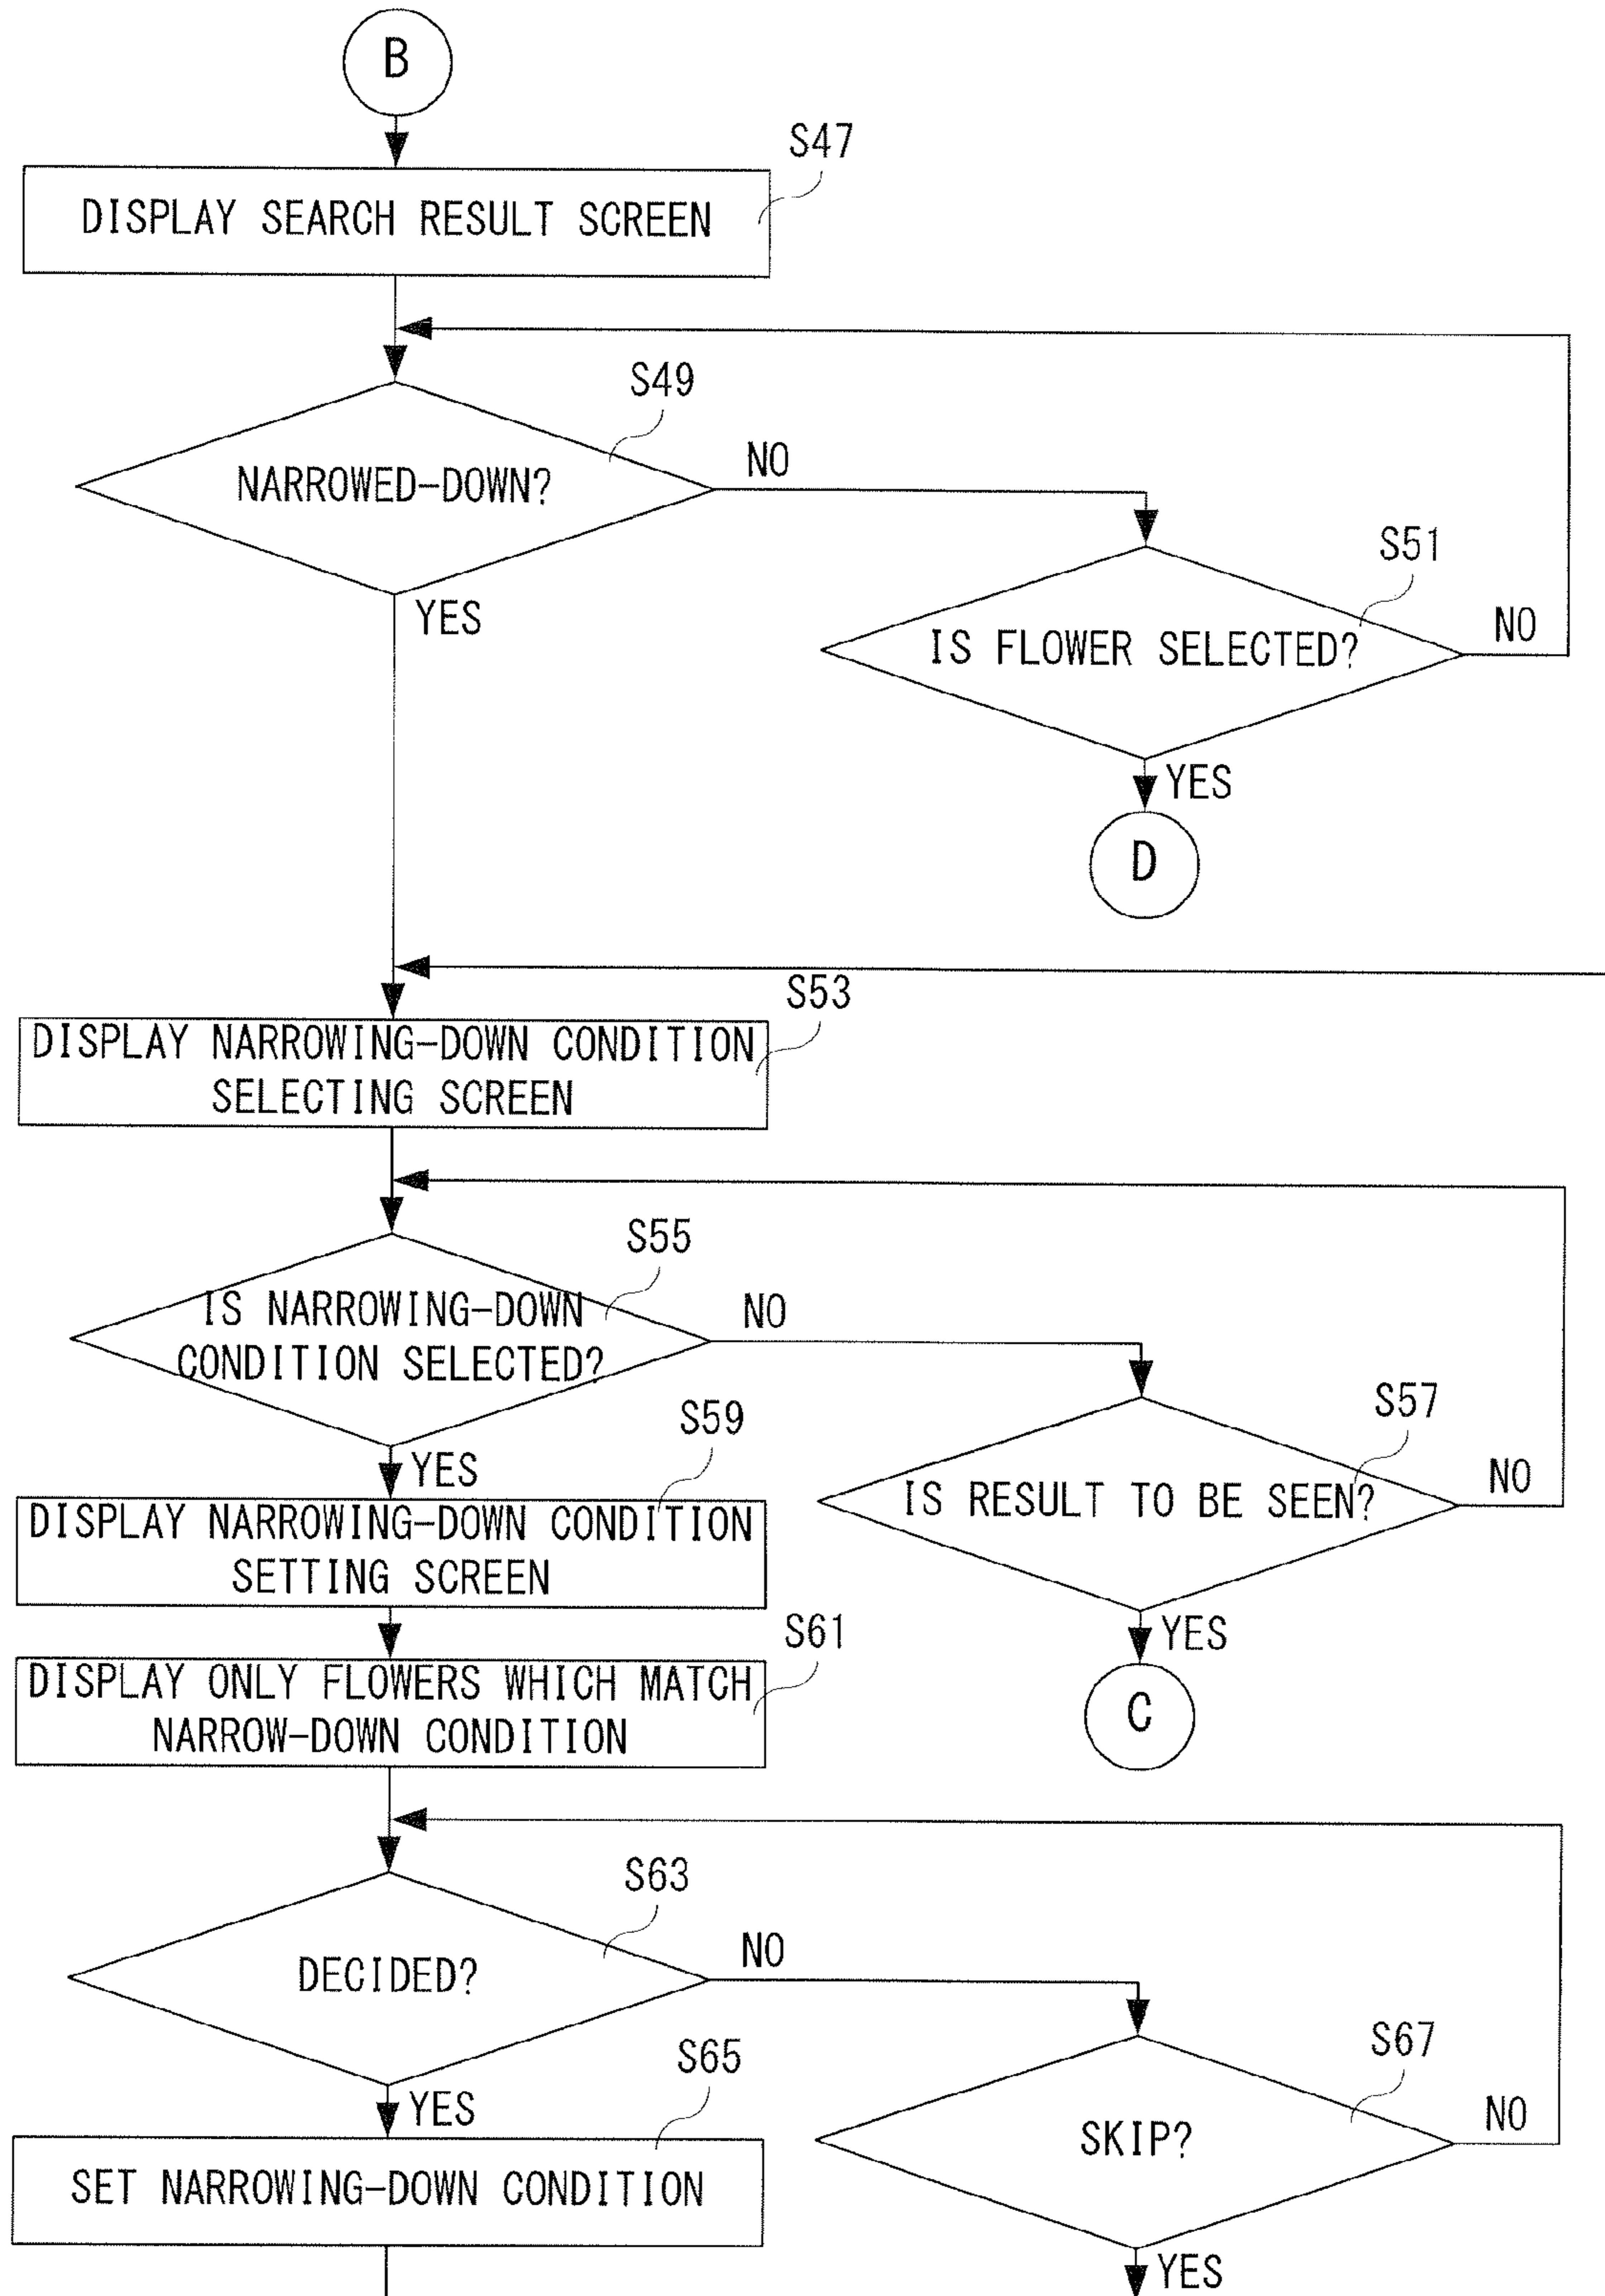 B
S47
DISPLAY SEARCH RESULT SCREEN
S49
NARROWED-DOWN?
NO
YES
S51
IS FLOWER SELECTED?
NO
YES
D
S53
DISPLAY NARROWING-DOWN CONDITION
SELECTING SCREEN
S55
IS NARROWING-DOWN
CONDITION SELECTED?
NO
YES
S57
IS RESULT TO BE SEEN?
NO
YES
C
S59
DISPLAY NARROWING-DOWN CONDITION
SETTING SCREEN
S61
DISPLAY ONLY FLOWERS WHICH MATCH
NARROW-DOWN CONDITION
S63
DECIDED?
NO
YES
S67
SKIP?
NO
YES
S65
SET NARROWING-DOWN CONDITION